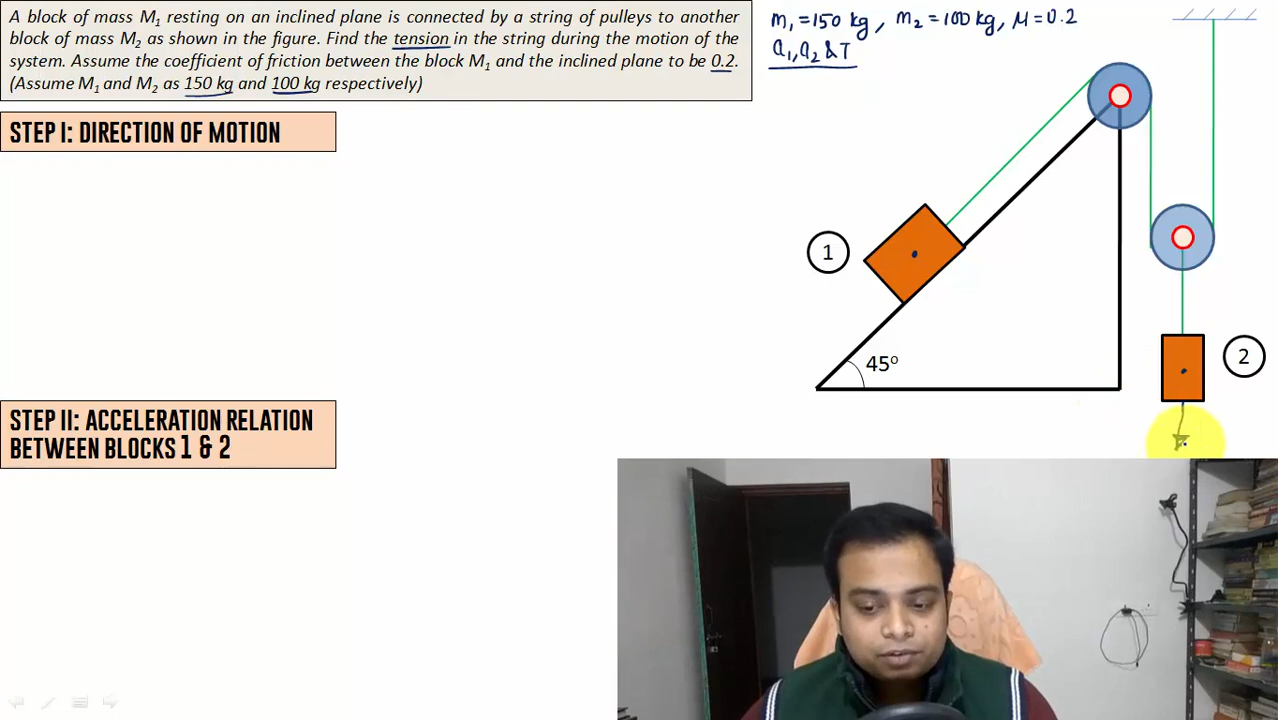 A block of mass M1 resting on an inclined plane is connected by a string of pulleys to another
block of mass M2 as shown in the figure. Find the tension in the string during the motion of the
system. Assume the coefficient of friction between the block M1 and the inclined plane to be 0.2.
(Assume M1 and M2 as 150 kg and 100 kg respectively)
m1=150 kg, m2=100 kg, μ=0.2
a1,a2 & T
STEP I: DIRECTION OF MOTION
1
45o
2
STEP II: ACCELERATION RELATION
BETWEEN BLOCKS 1 & 2